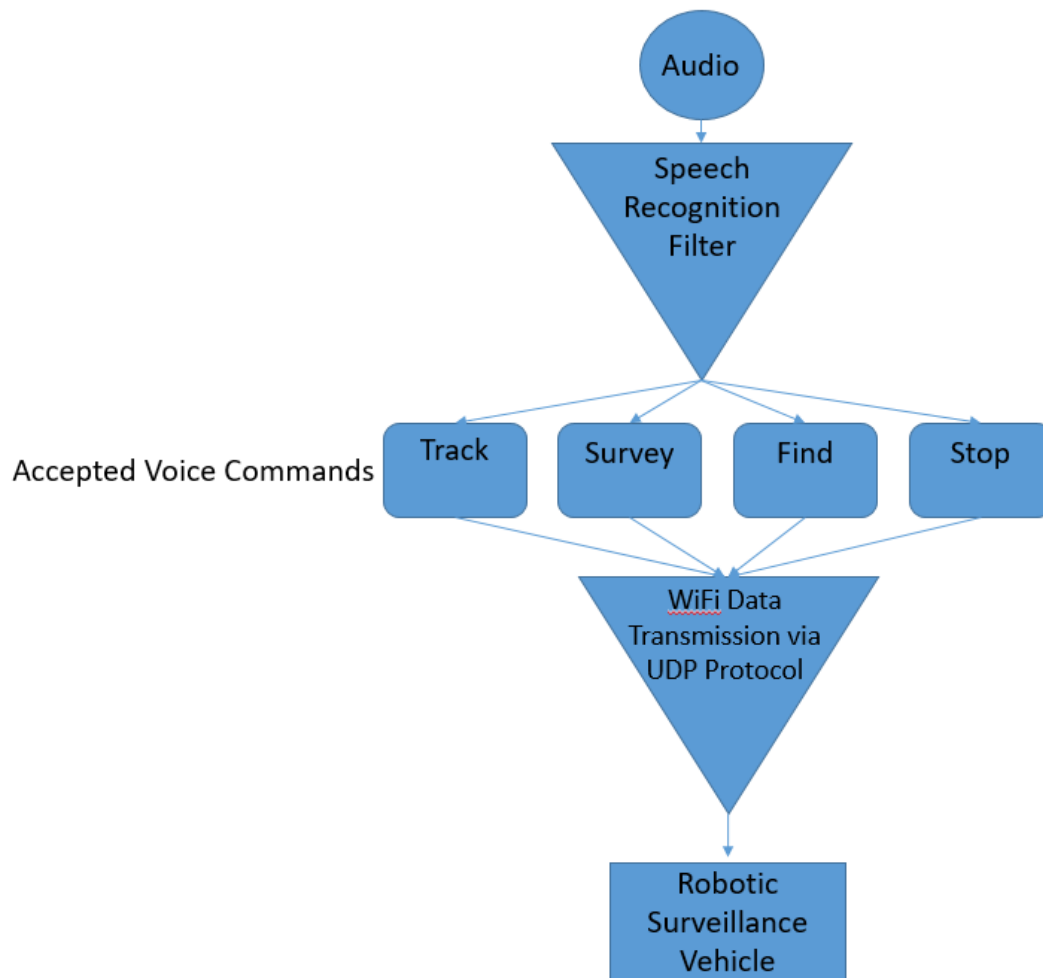 Audio
Speech
Recognition
Filter
Accepted Voice Commands
Track
Survey
Find
Stop
WiFi Data
Transmission via
UDP Protocol
Robotic
Surveillance
Vehicle